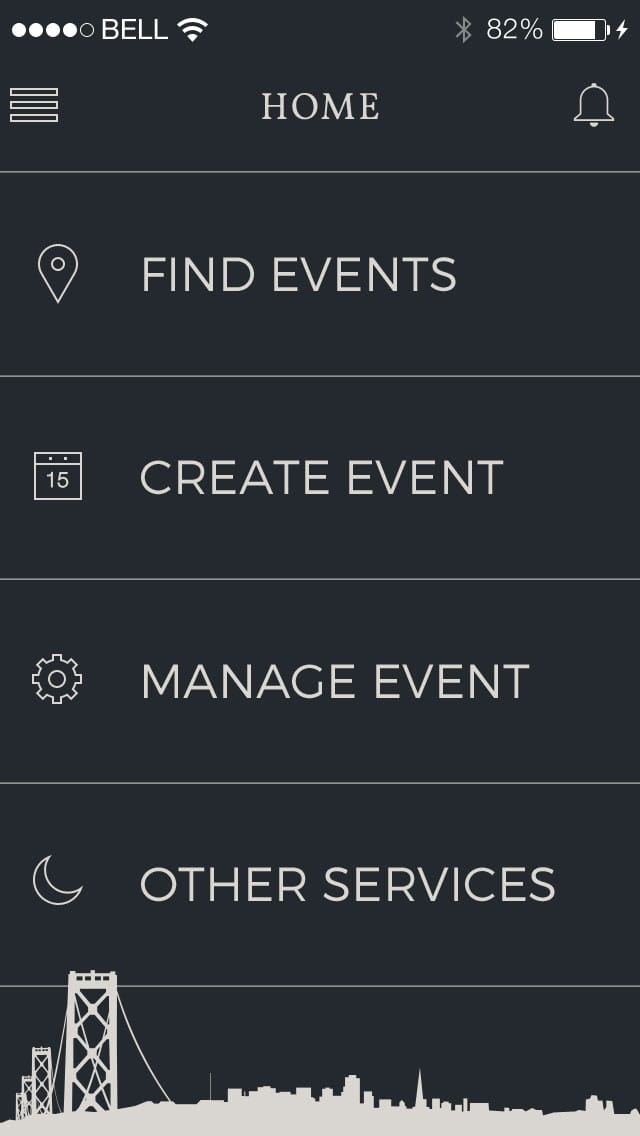 BELL 82%
HOME
FIND EVENTS
15
CREATE EVENT
MANAGE EVENT
OTHER SERVICES